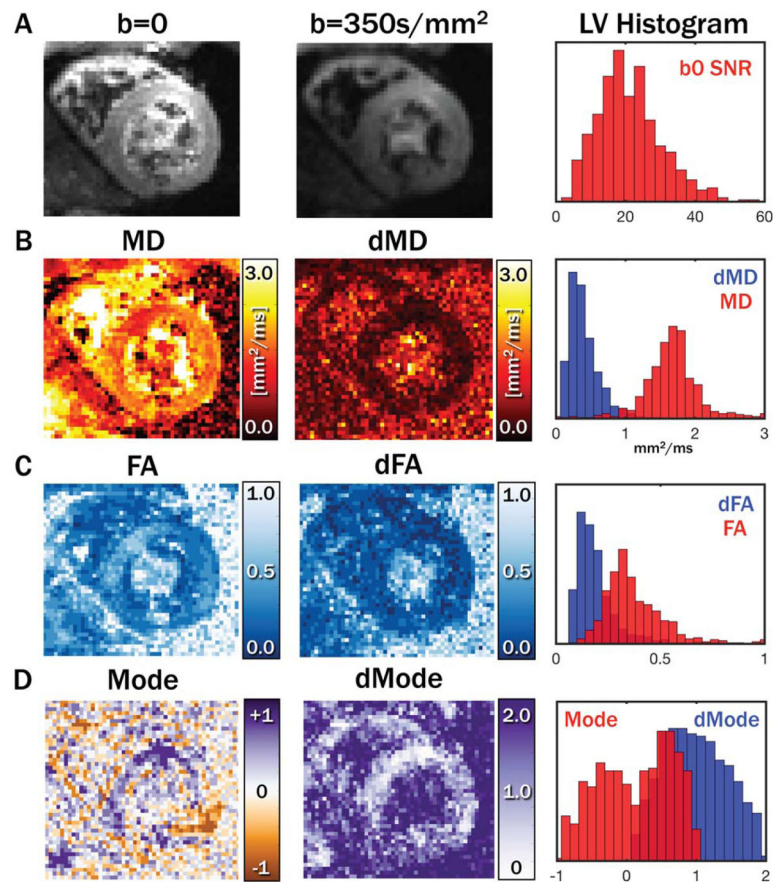 A b=0 b=350s/mm² LV Histogram
b0 SNR
0 20 40 60
B MD dMD
3.0 [mm²/ms] 0.0
3.0 [mm²/ms] 0.0
dMD
MD
0 1 2 3
mm²/ms
C FA dFA
1.0 0.5 0.0
1.0 0.5 0.0
dFA
FA
0 0.5 1
D Mode dMode
+1 0 -1
2.0 1.0 0
Mode dMode
-1 0 1 2